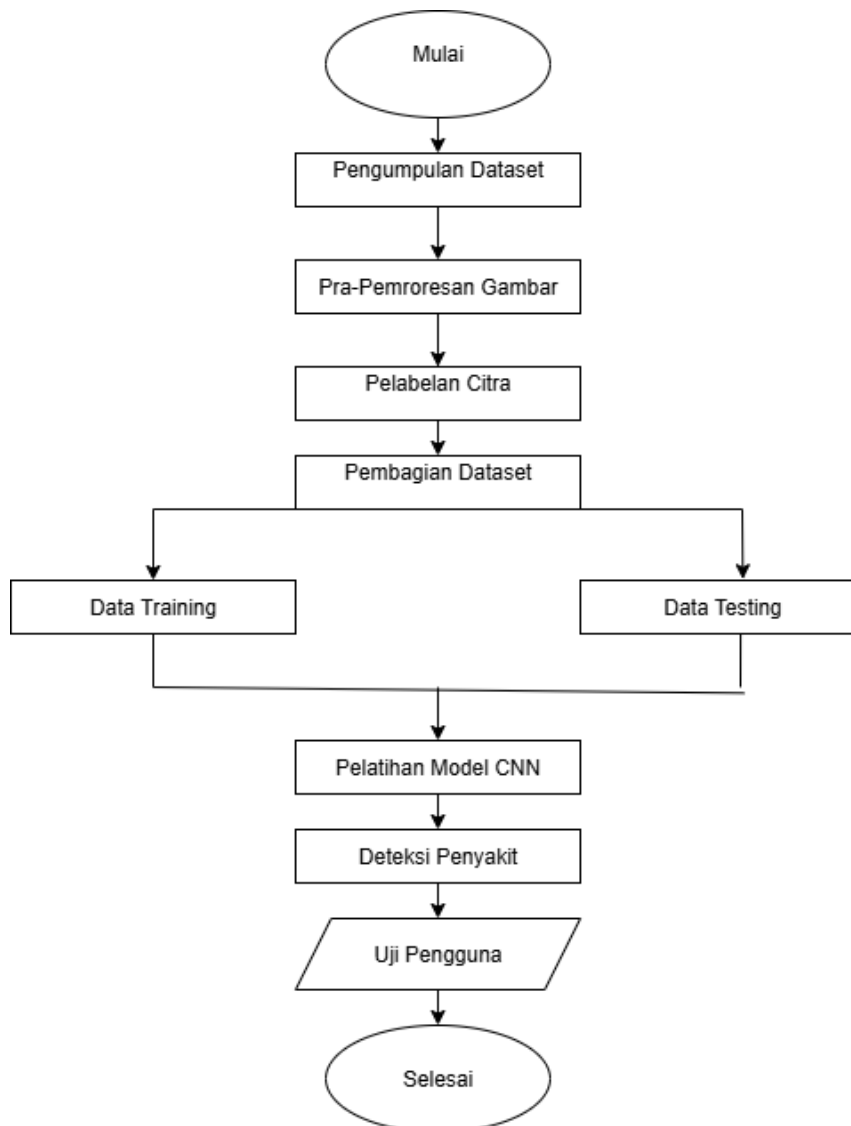 Mulai
Pengumpulan Dataset
Pra-Pemroresan Gambar
Pelabelan Citra
Pembagian Dataset
Data Training
Data Testing
Pelatihan Model CNN
Deteksi Penyakit
Uji Pengguna
Selesai